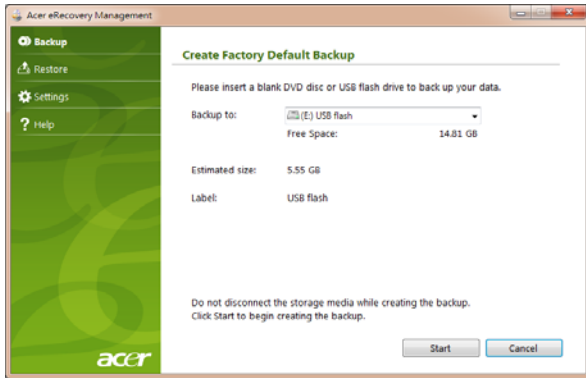 Acer eRecovery Management
Backup
Restore
Settings
Help
Create Factory Default Backup
Please insert a blank DVD disc or USB flash drive to back up your data.
Backup to: (E:) USB flash
Free Space: 14.81 GB
Estimated size: 5.55 GB
Label: USB flash
Do not disconnect the storage media while creating the backup.
Click Start to begin creating the backup.
Start Cancel
acer